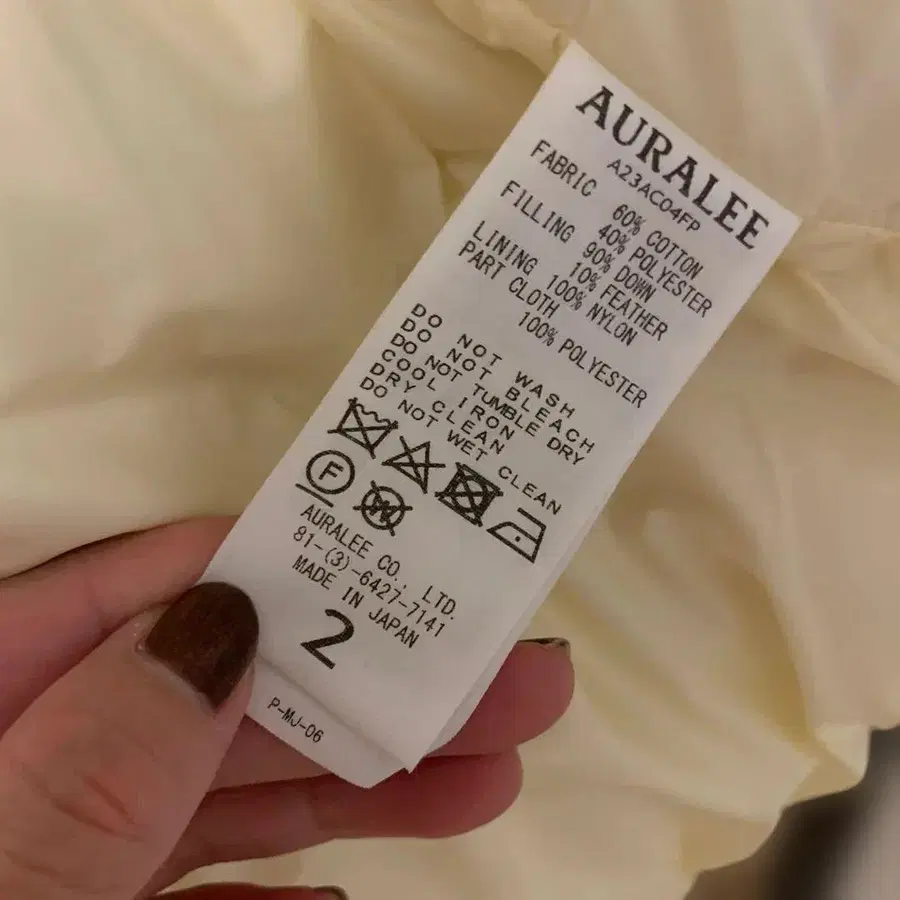 AURALEE
A23AC04FP
FABRIC 60% COTTON
40% POLYESTER
FILLING 90% DOWN
10% FEATHER
LINING 100% NYLON
PART CLOTH
100% POLYESTER
DO NOT WASH
DO NOT BLEACH
DO NOT TUMBLE DRY
COOL IRON
DRY CLEAN
DO NOT WET CLEAN
F
W
AURALEE CO., LTD.
81-(3)-6427-7141
MADE IN JAPAN
2
P-MJ-06